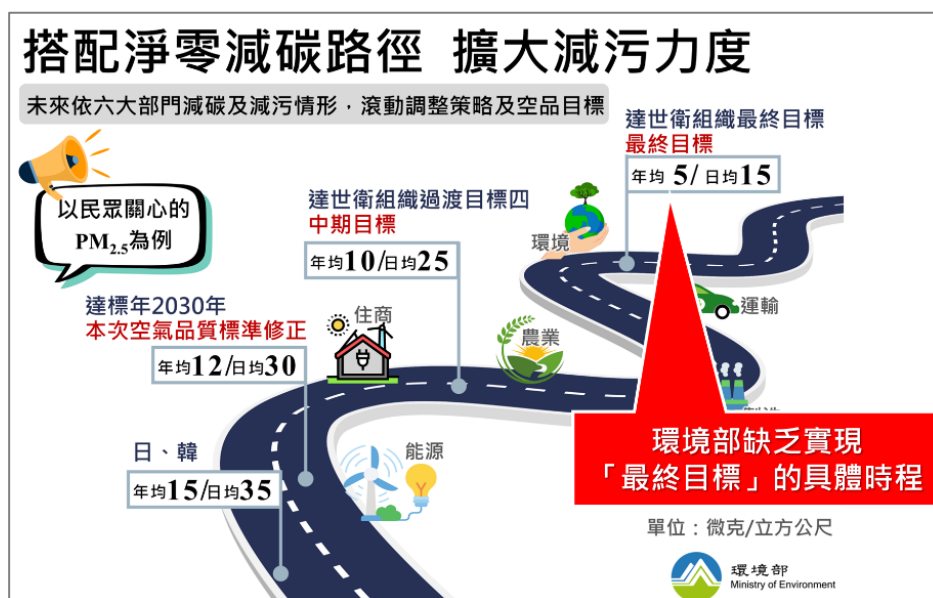 搭配淨零減碳路徑 擴大減污力度
未來依六大部門減碳及減污情形，滾動調整策略及空品目標
以民眾關心的
PM2.5為例
達世衛組織最終目標
最終目標
年均 5/ 日均15
達世衛組織過渡目標四
中期目標
年均10/日均25
環境
運輸
達標年2030年
本次空氣品質標準修正
年均12/日均30
住商
農業
日、韓
年均15/日均35
能源
環境部缺乏實現
「最終目標」的具體時程
單位：微克/立方公尺
環境部
Ministry of Environment